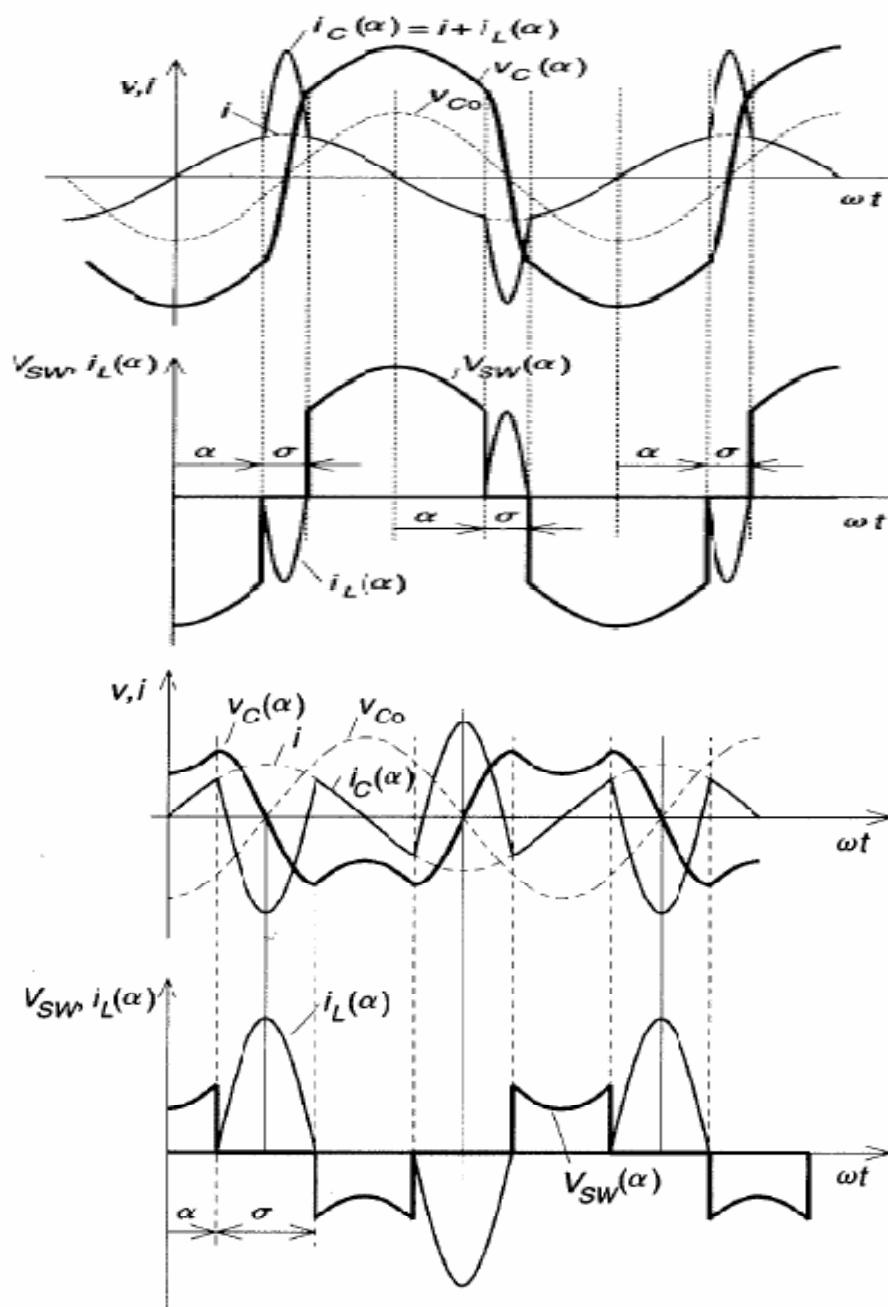 i_C(α) = i + i_L(α)
v_C(α)
v,i
v_Co
i
ωt
V_SW, i_L(α)
V_SW(α)
α
σ
α
σ
α
σ
ωt
i_L(α)
v,i
v_C(α)
v_Co
i
i_C(α)
ωt
V_SW, i_L(α)
i_L(α)
ωt
V_SW(α)
α
σ